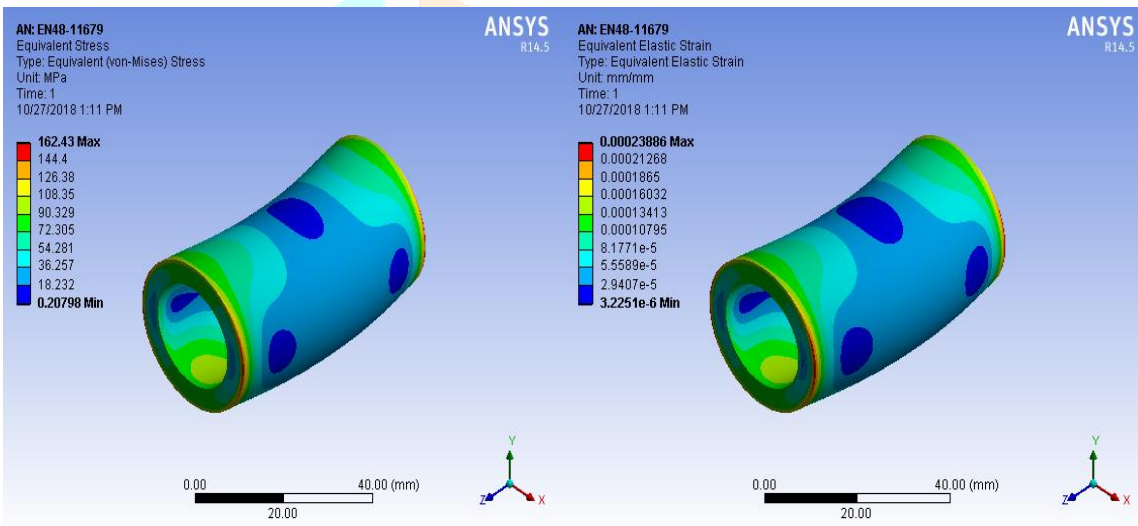 AN: EN48-11679
Equivalent Stress
Type: Equivalent (von-Mises) Stress
Unit: MPa
Time: 1
10/27/2018 1:11 PM
ANSYS
R14.5
162.43 Max
144.4
126.38
108.35
90.329
72.305
54.281
36.257
18.232
0.20798 Min
0.00
40.00 (mm)
20.00
Y
Z
X
AN: EN48-11679
Equivalent Elastic Strain
Type: Equivalent Elastic Strain
Unit: mm/mm
Time: 1
10/27/2018 1:11 PM
ANSYS
R14.5
0.00023886 Max
0.00021268
0.0001865
0.00016032
0.00013413
0.00010795
8.1771e-5
5.5589e-5
2.9407e-5
3.2251e-6 Min
0.00
40.00 (mm)
20.00
Y
Z
X